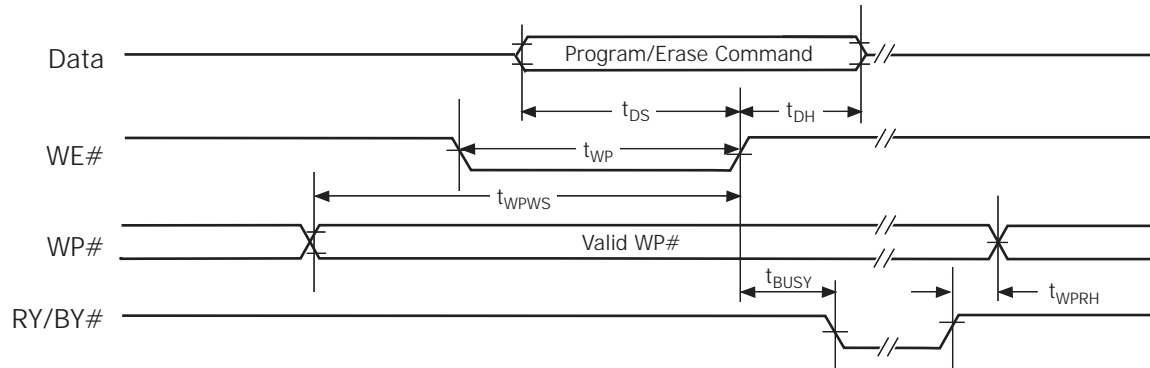 Data
Program/Erase Command
tDS
tDH
WE#
tWP
tWPWS
WP#
Valid WP#
tBUSY
tWPRH
RY/BY#